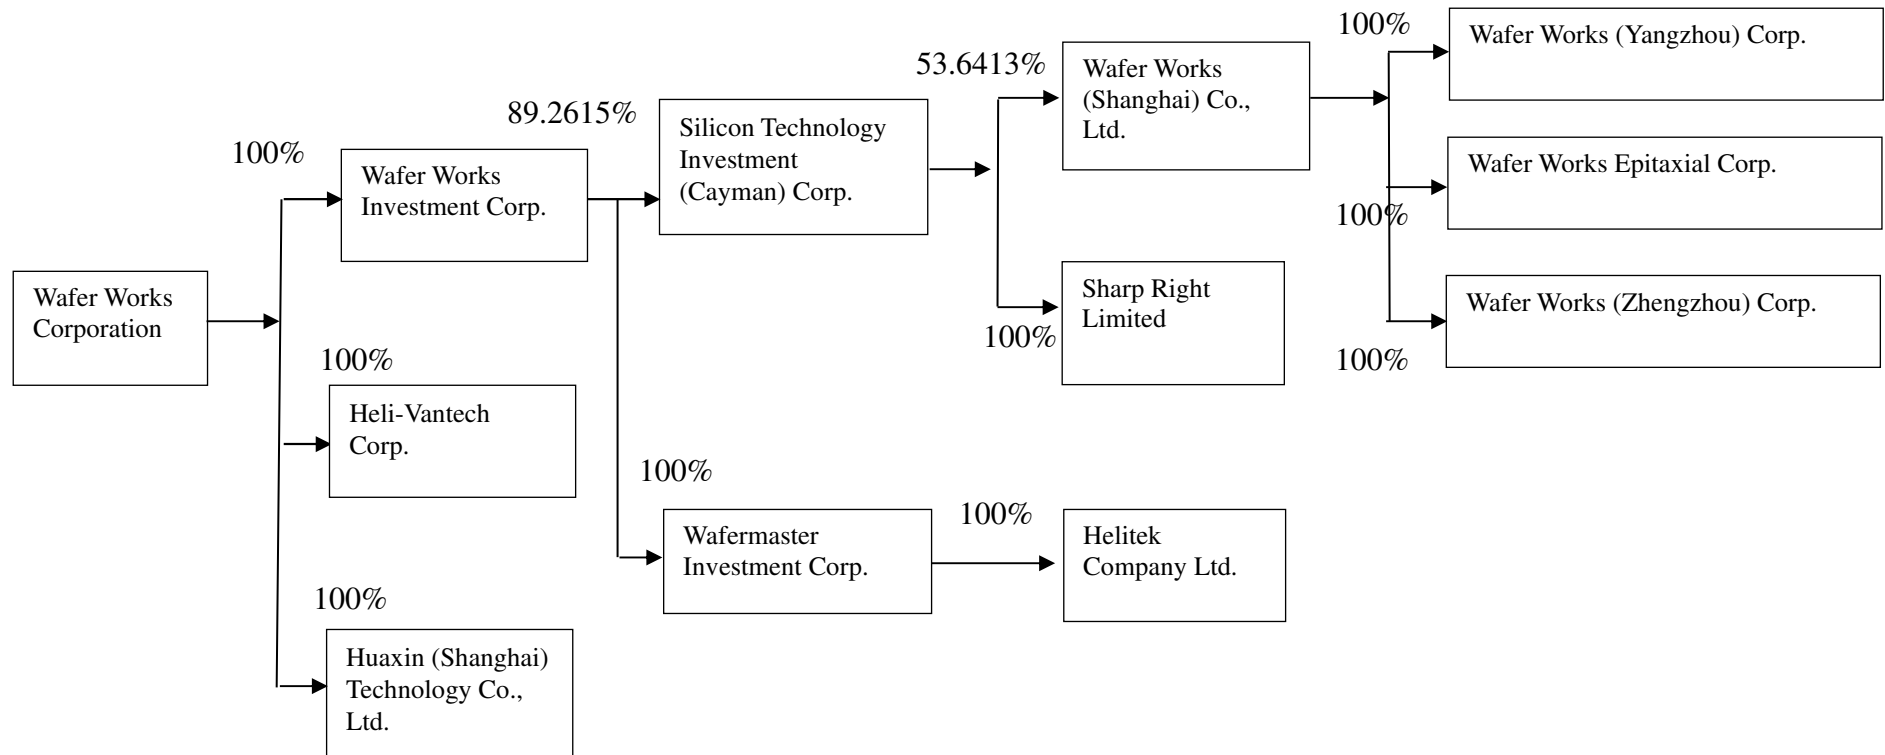 100%
Wafer Works (Yangzhou) Corp.
53.6413%
Wafer Works
(Shanghai) Co.,
Ltd.
89.2615%
Silicon Technology
Investment
(Cayman) Corp.
100%
Wafer Works
Investment Corp.
Wafer Works Epitaxial Corp.
100%
Wafer Works
Corporation
Sharp Right
Limited
100%
Wafer Works (Zhengzhou) Corp.
100%
100%
Heli-Vantech
Corp.
100%
Wafermaster
Investment Corp.
100%
Helitek
Company Ltd.
100%
Huaxin (Shanghai)
Technology Co.,
Ltd.